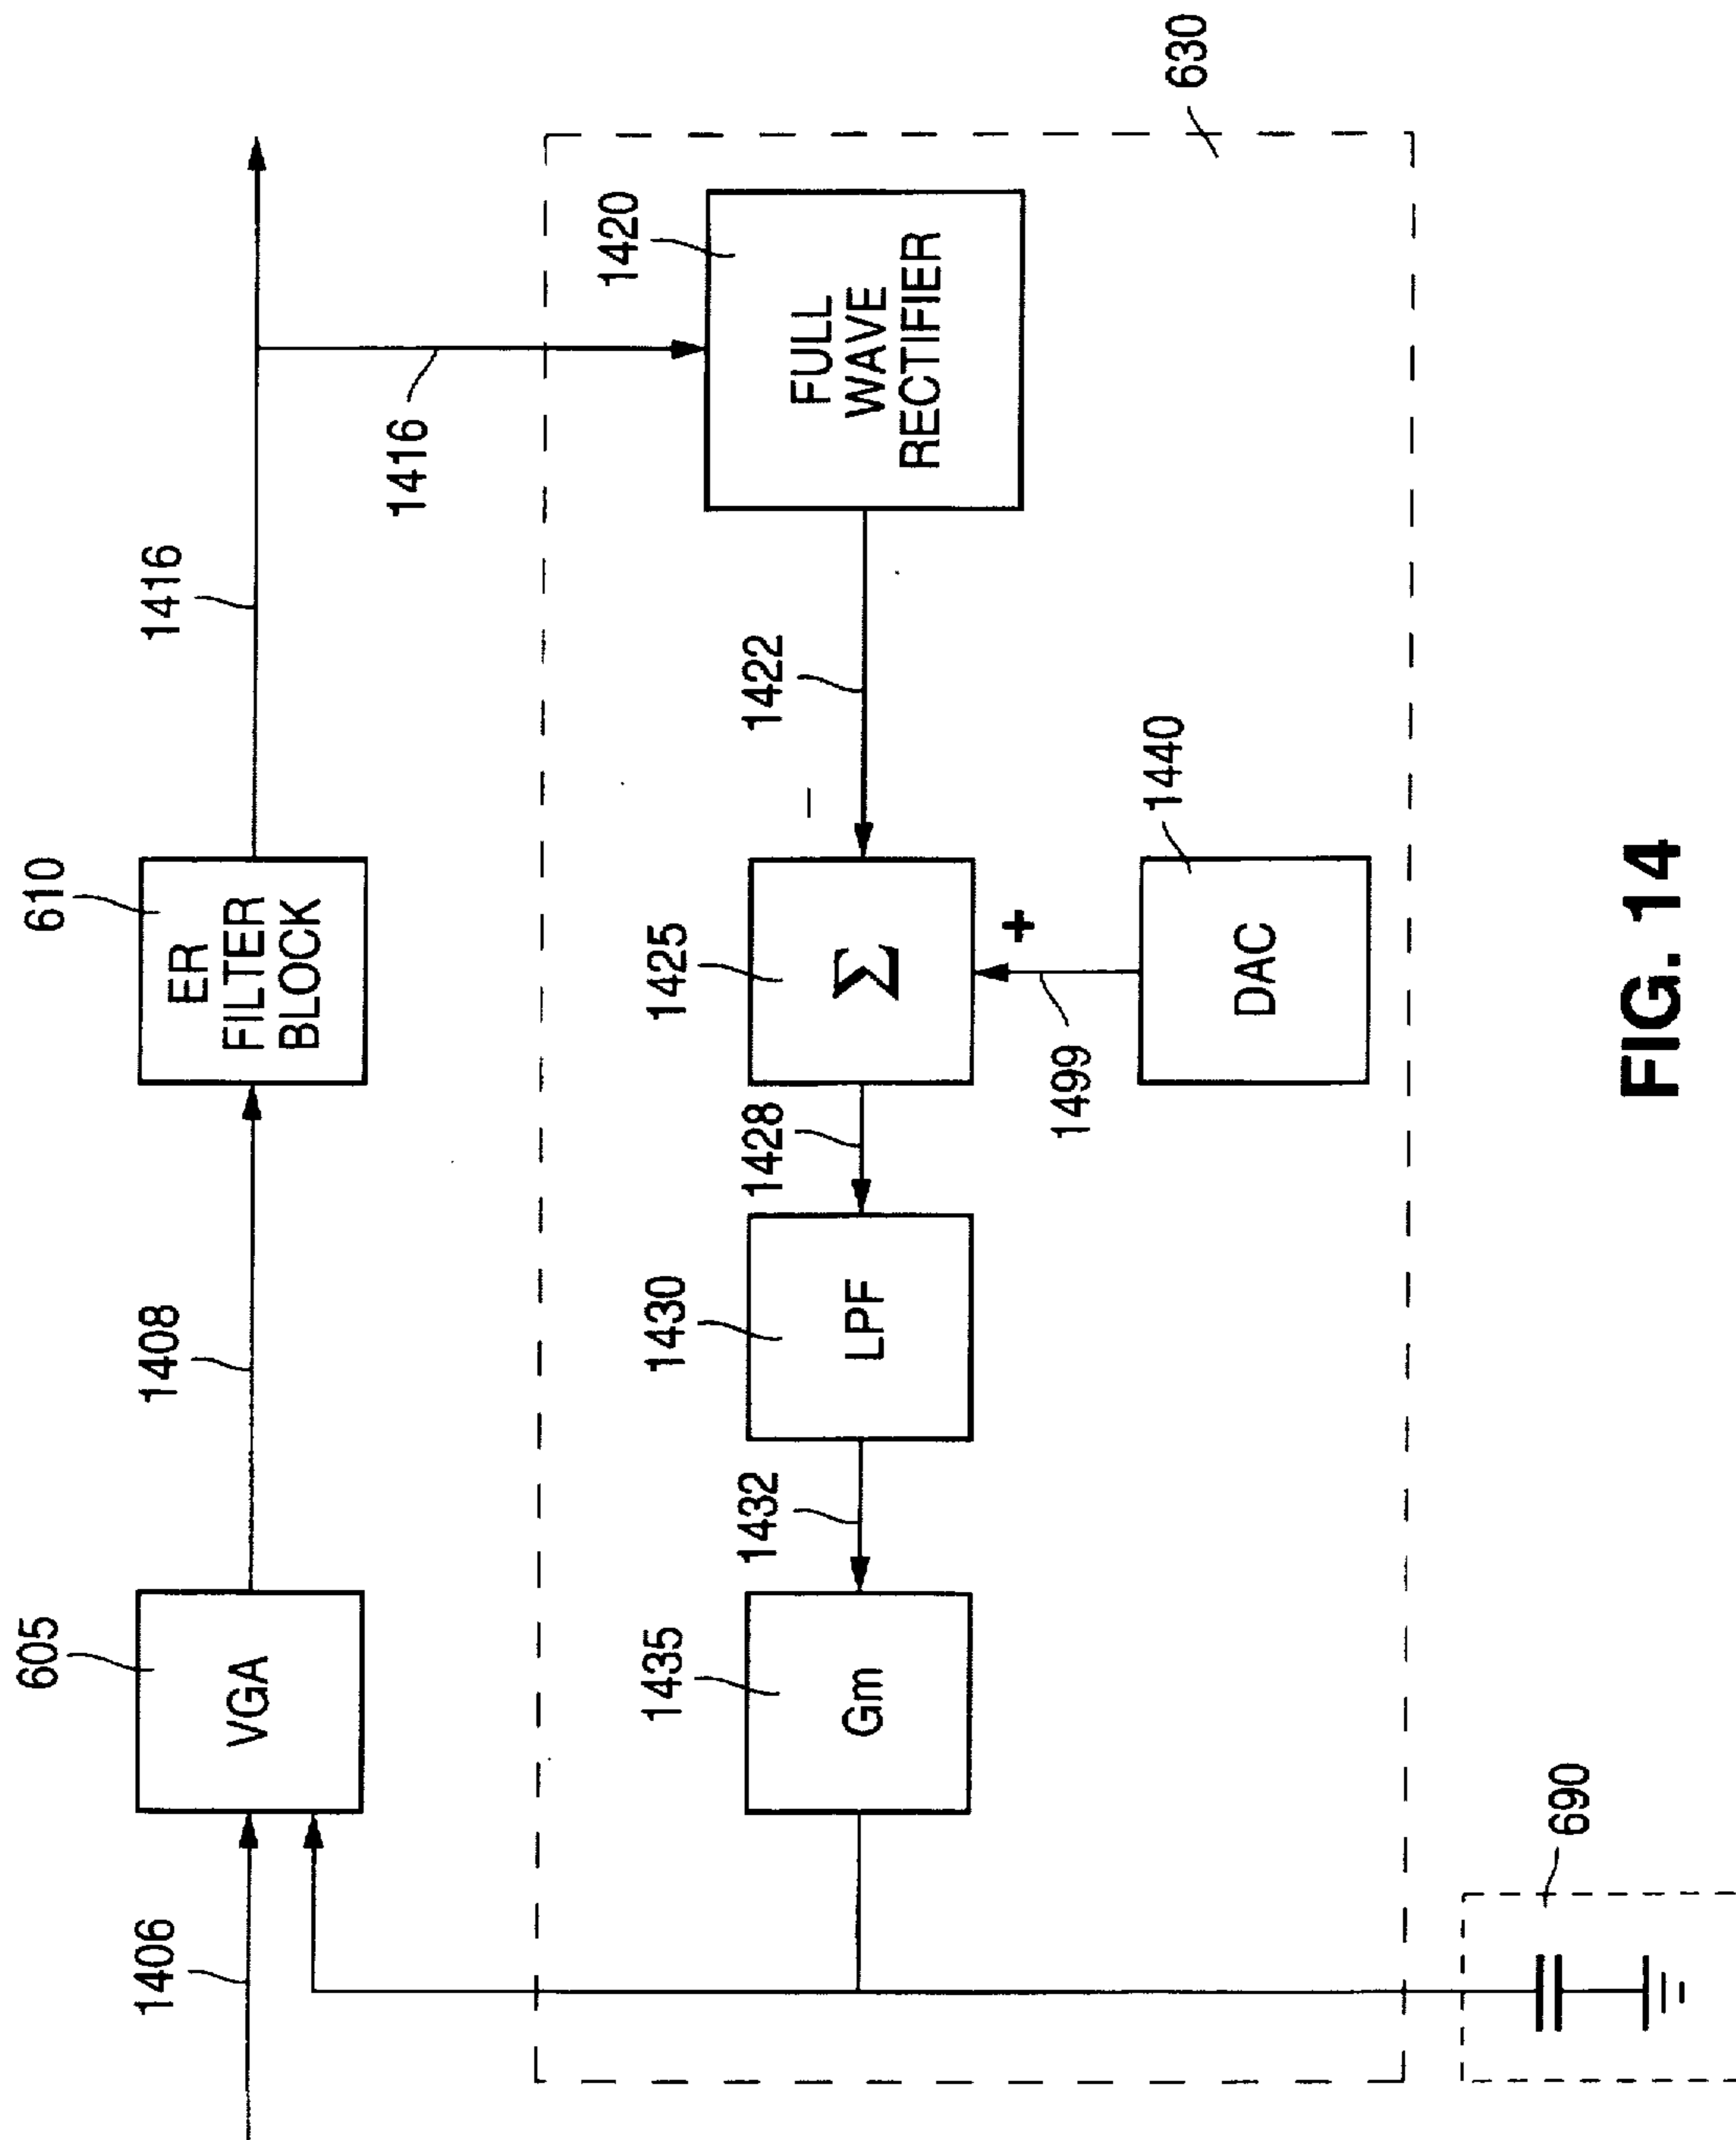 605
610
1406
VGA
1408
ER
FILTER
BLOCK
1416
1416
630
1435
Gm
1432
1430
LPF
1428
1425
Σ
–
1422
1420
FULL
WAVE
RECTIFIER
+
1499
1440
DAC
690
FIG. 14